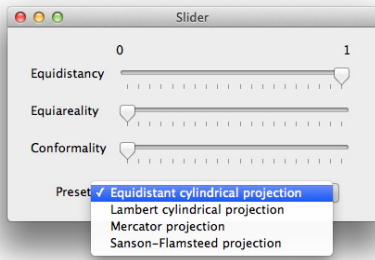 Slider
0 1
Equidistancy
Equiareality
Conformality
Preset
✓ Equidistant cylindrical projection
Lambert cylindrical projection
Mercator projection
Sanson-Flamsteed projection